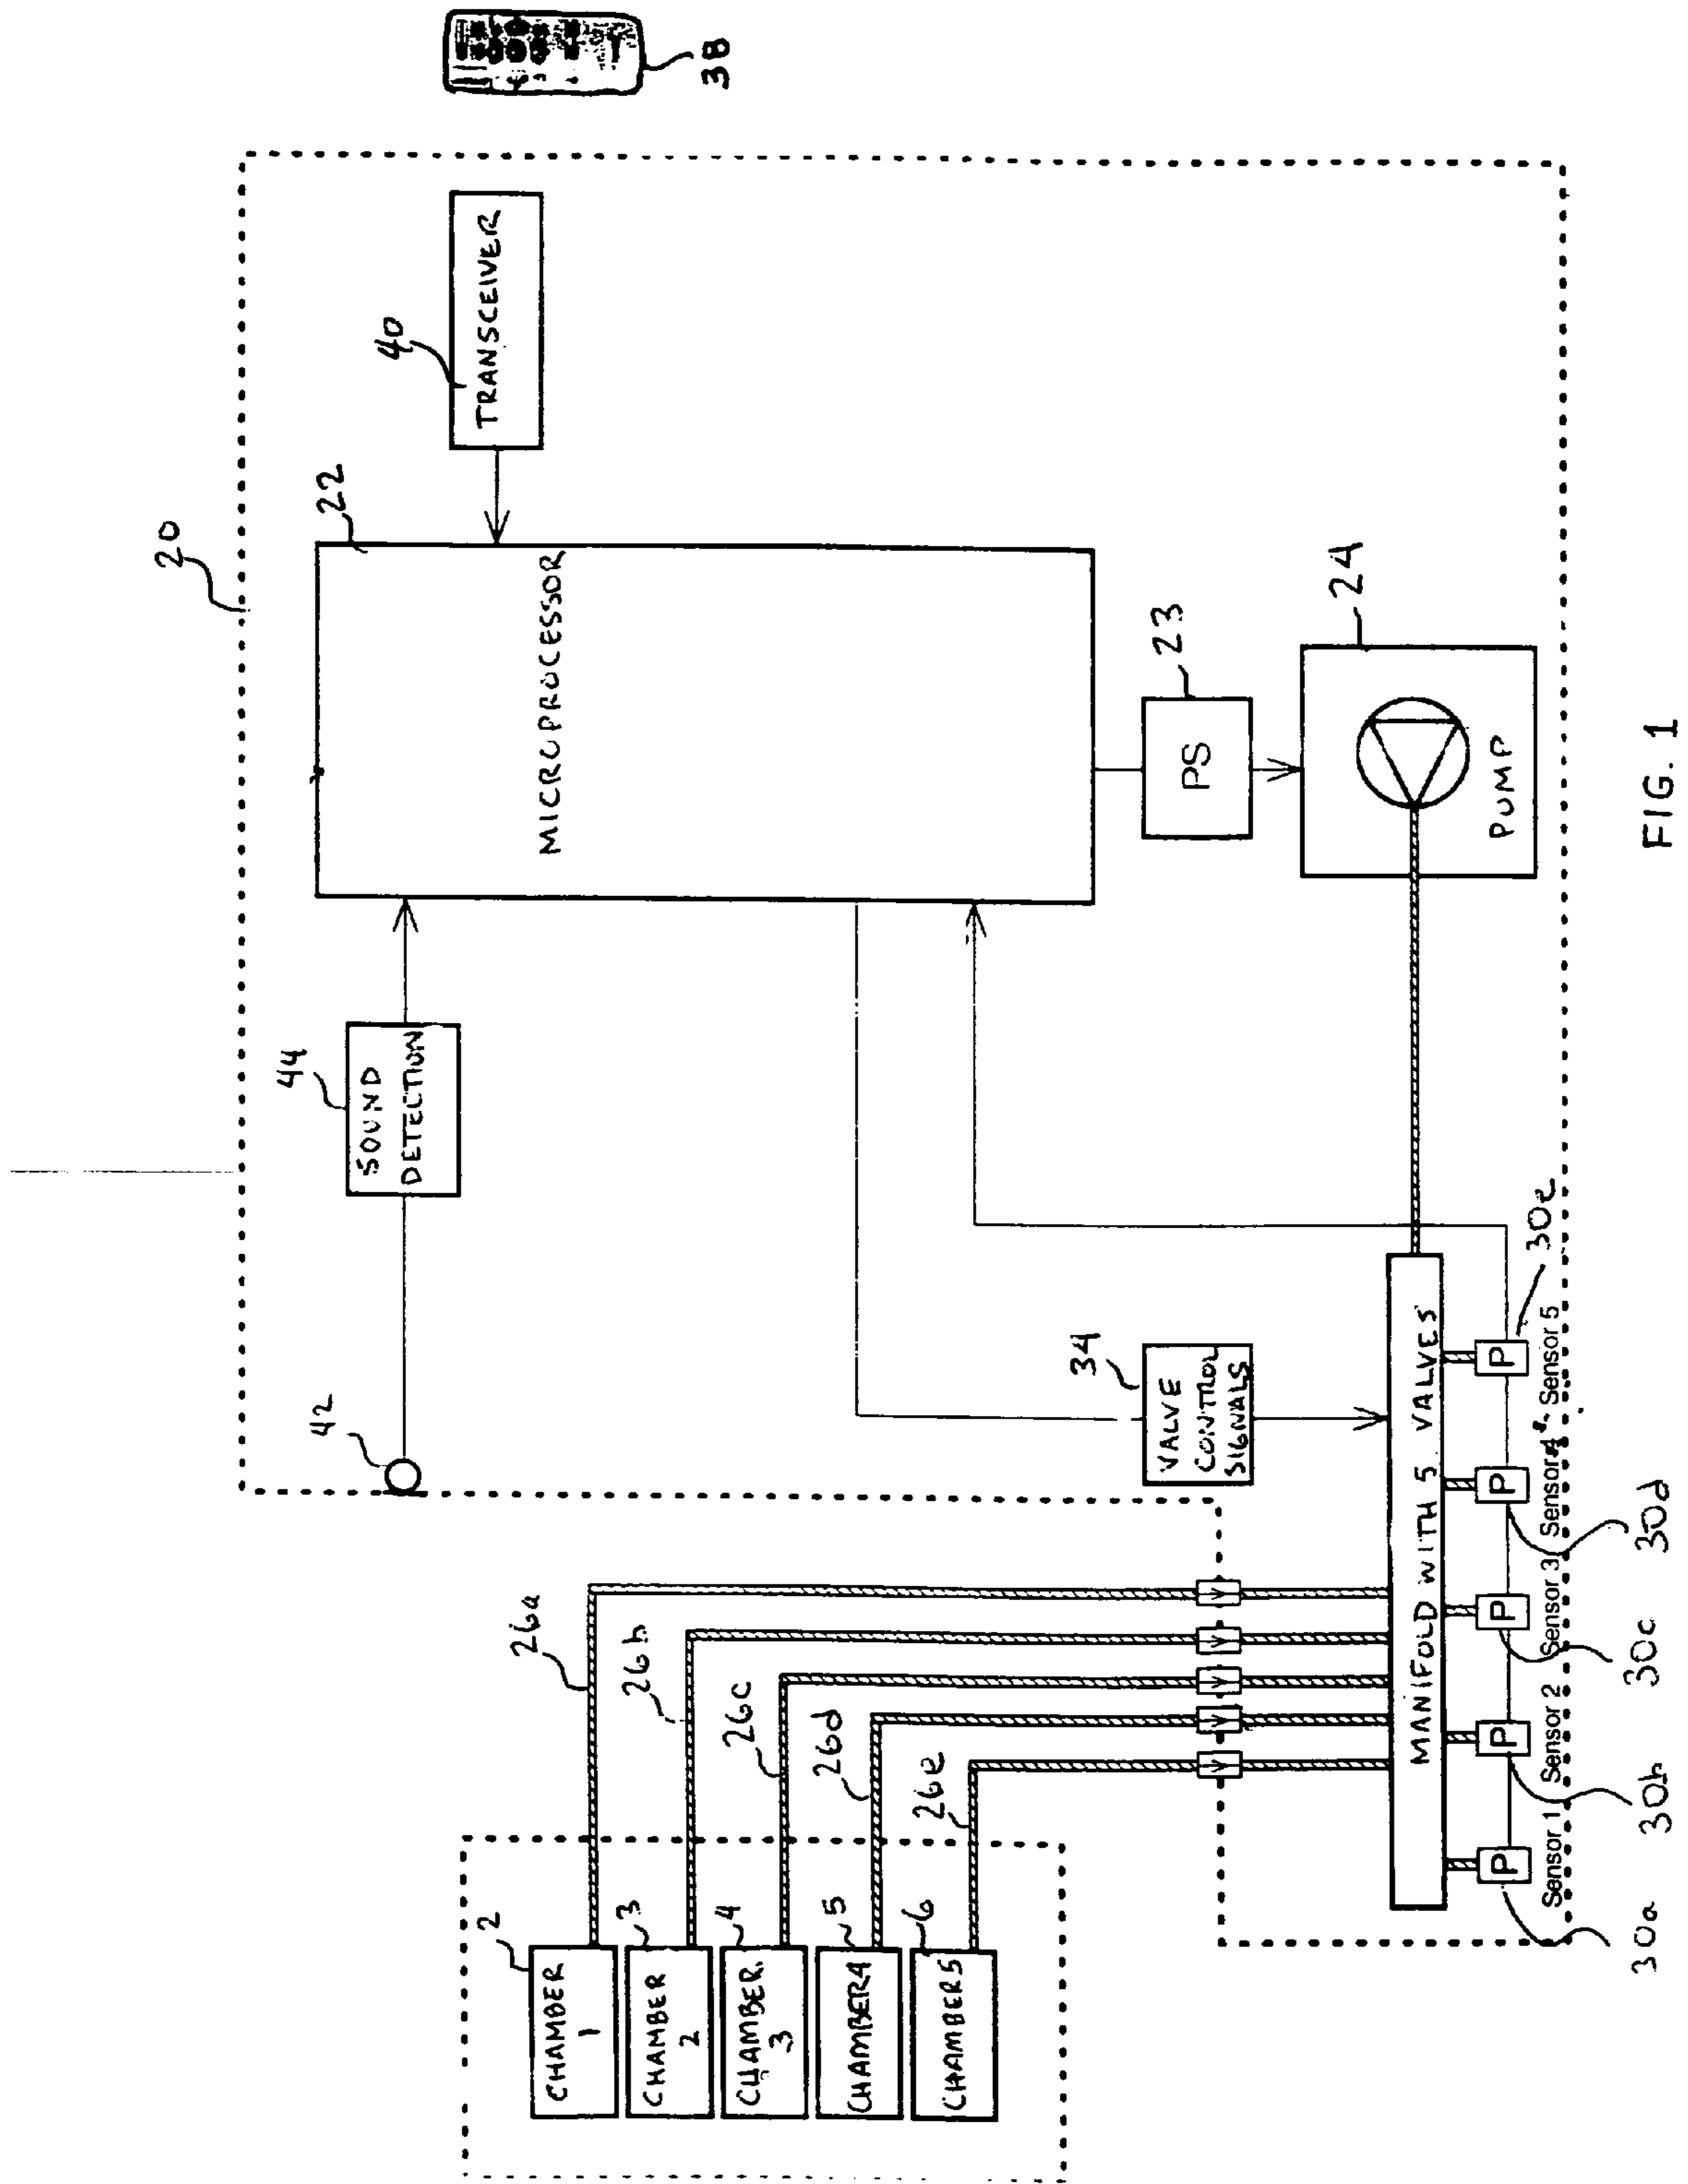 38
20
40
TRANSCEIVER
22
MICROPROCESSOR
44
SOUND
DETECTION
42
23
PS
24
PUMP
34
VALVE
CONTROL
SIGNALS
26a
26b
26c
26d
26e
2
CHAMBER
1
3
CHAMBER
2
4
CHAMBER
3
5
CHAMBER4
6
CHAMBER5
MANIFOLD WITH 5 VALVES
P
P
P
P
P
Sensor 1
Sensor 2
Sensor 3
Sensor 4
Sensor 5
30a
30b
30c
30d
30e
FIG. 1